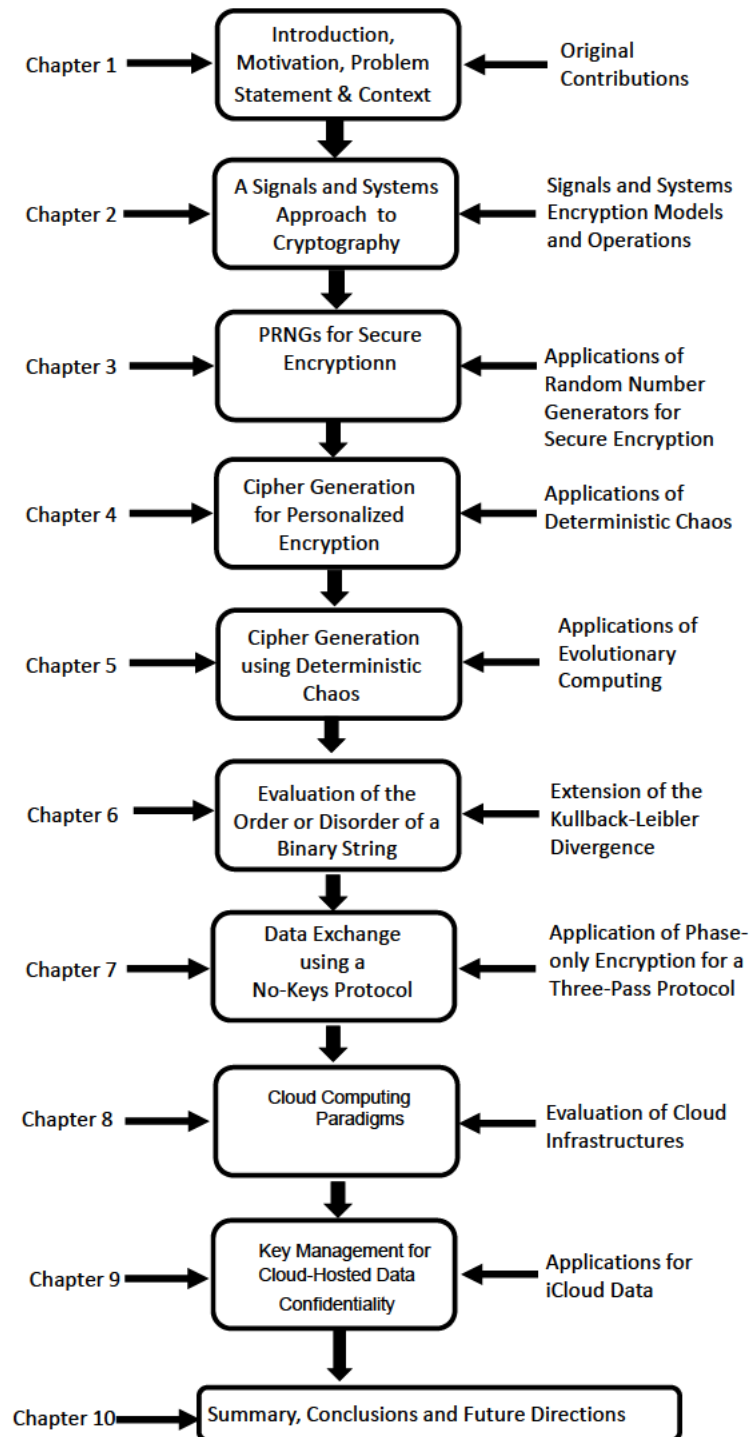 Chapter 1
Introduction,
Motivation, Problem
Statement & Context
Original
Contributions
Chapter 2
A Signals and Systems
Approach to
Cryptography
Signals and Systems
Encryption Models
and Operations
Chapter 3
PRNGs for Secure
Encryptionn
Applications of
Random Number
Generators for
Secure Encryption
Chapter 4
Cipher Generation
for Personalized
Encryption
Applications of
Deterministic Chaos
Chapter 5
Cipher Generation
using Deterministic
Chaos
Applications of
Evolutionary
Computing
Chapter 6
Evaluation of the
Order or Disorder of a
Binary String
Extension of the
Kullback-Leibler
Divergence
Chapter 7
Data Exchange
using a
No-Keys Protocol
Application of Phase-
only Encryption for a
Three-Pass Protocol
Chapter 8
Cloud Computing
Paradigms
Evaluation of Cloud
Infrastructures
Chapter 9
Key Management for
Cloud-Hosted Data
Confidentiality
Applications for
iCloud Data
Chapter 10
Summary, Conclusions and Future Directions